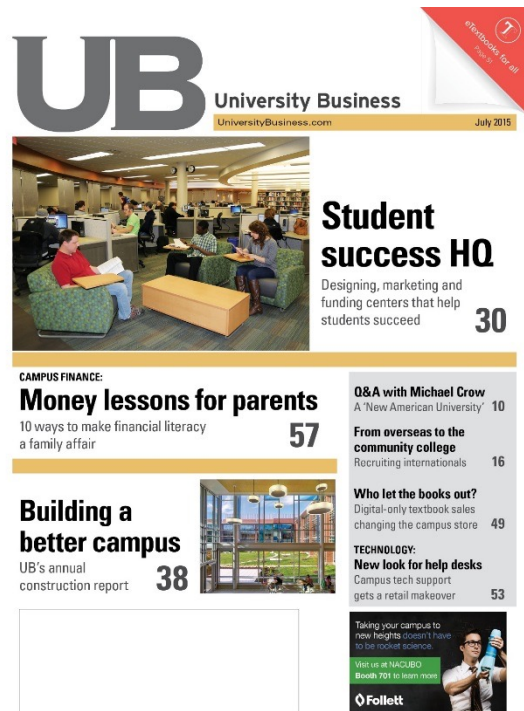 UB
University Business
UniversityBusiness.com
July 2015
7
eTextbooks for all
Student
success HQ
Designing, marketing and
funding centers that help
students succeed
30
CAMPUS FINANCE:
Money lessons for parents
10 ways to make financial literacy
a family affair
57
Building a
better campus
UB's annual
construction report
38
Q&A with Michael Crow
A 'New American University' 10
From overseas to the
community college
Recruiting internationals 16
Who let the books out?
Digital-only textbook sales
changing the campus store 49
TECHNOLOGY:
New look for help desks
Campus tech support
gets a retail makeover 53
Taking your campus to
new heights doesn't have
to be rocket science.
Visit us at NACUBO
Booth 701 to learn more
Follett